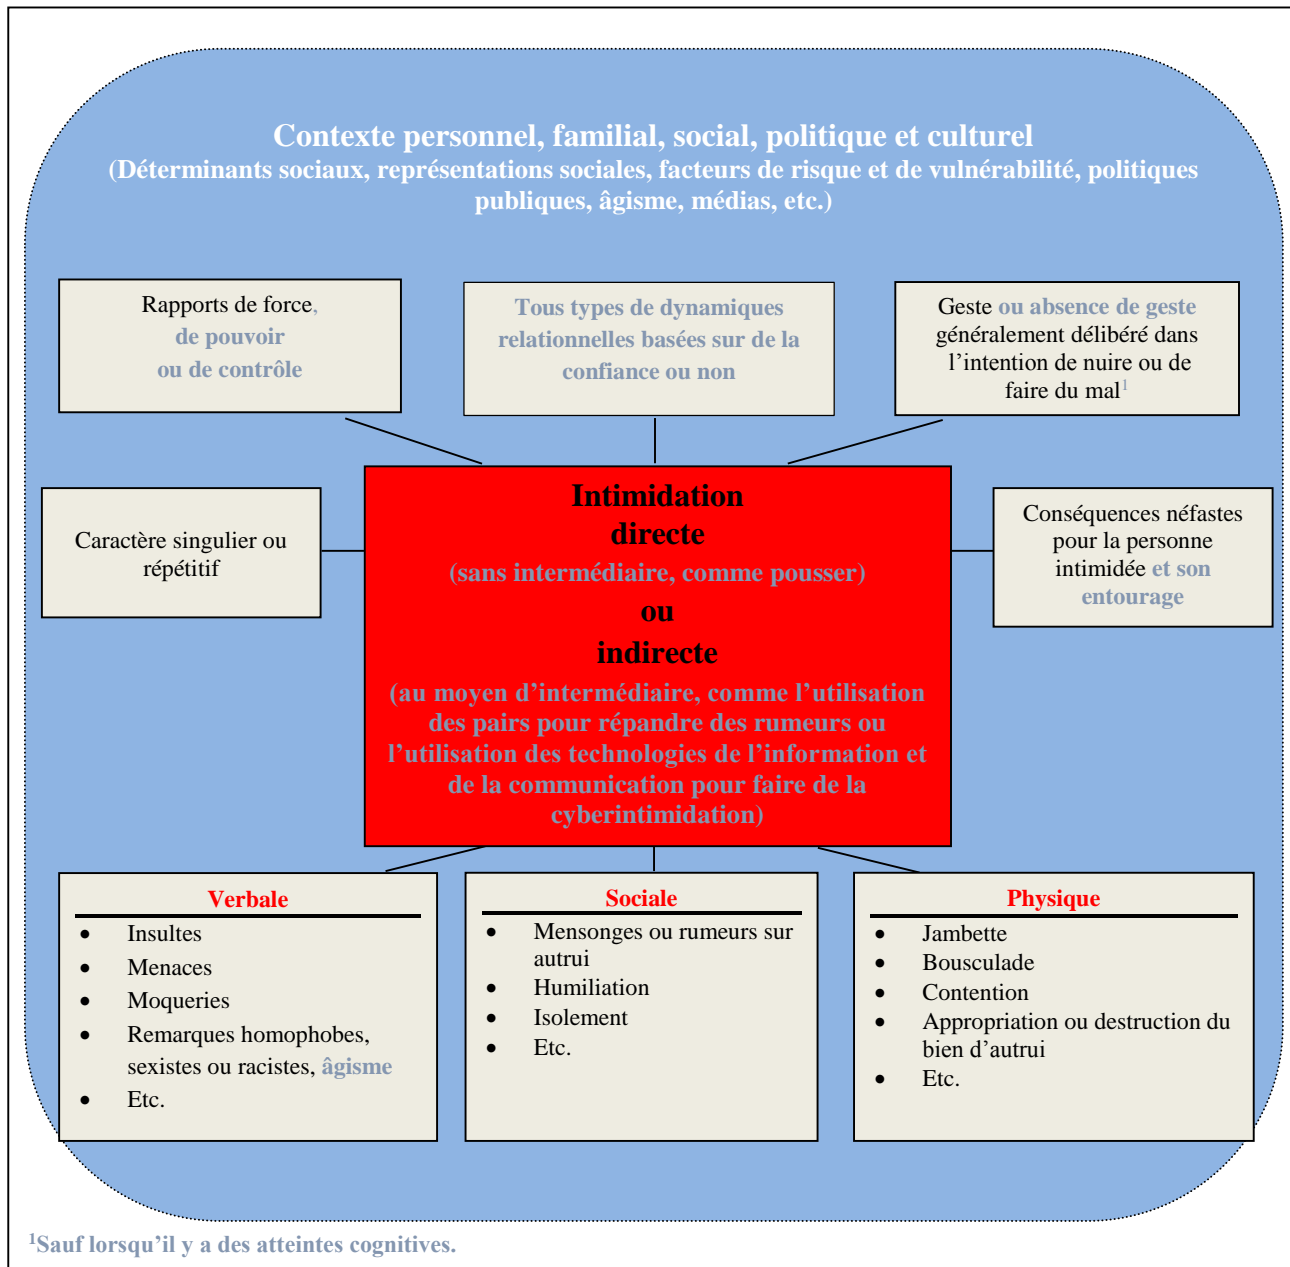 Contexte personnel, familial, social, politique et culturel
(Déterminants sociaux, représentations sociales, facteurs de risque et de vulnérabilité, politiques
publiques, âgisme, médias, etc.)
Rapports de force,
de pouvoir
ou de contrôle
Tous types de dynamiques
relationnelles basées sur de la
confiance ou non
Geste ou absence de geste
généralement délibéré dans
l’intention de nuire ou de
faire du mal¹
Caractère singulier ou
répétitif
Intimidation
directe
(sans intermédiaire, comme pousser)
ou
indirecte
(au moyen d’intermédiaire, comme l’utilisation
des pairs pour répandre des rumeurs ou
l’utilisation des technologies de l’information et
de la communication pour faire de la
cyberintimidation)
Conséquences néfastes
pour la personne
intimidée et son
entourage
Verbale
• Insultes
• Menaces
• Moqueries
• Remarques homophobes,
sexistes ou racistes, âgisme
• Etc.
Sociale
• Mensonges ou rumeurs sur
autrui
• Humiliation
• Isolement
• Etc.
Physique
• Jambette
• Bousculade
• Contention
• Appropriation ou destruction du
bien d’autrui
• Etc.
¹Sauf lorsqu’il y a des atteintes cognitives.